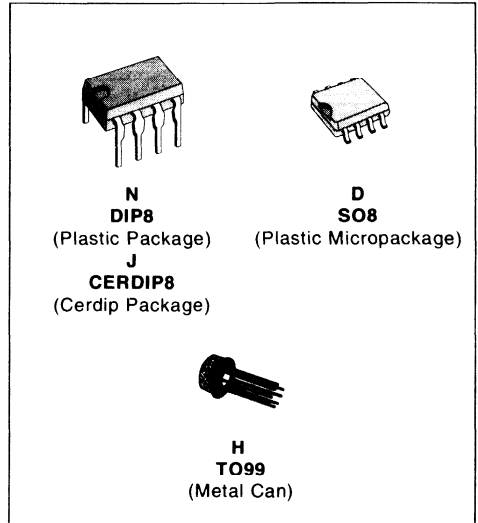 N
DIP8
(Plastic Package)
J
CERDIP8
(Cerdip Package)
D
SO8
(Plastic Micropackage)
H
TO99
(Metal Can)